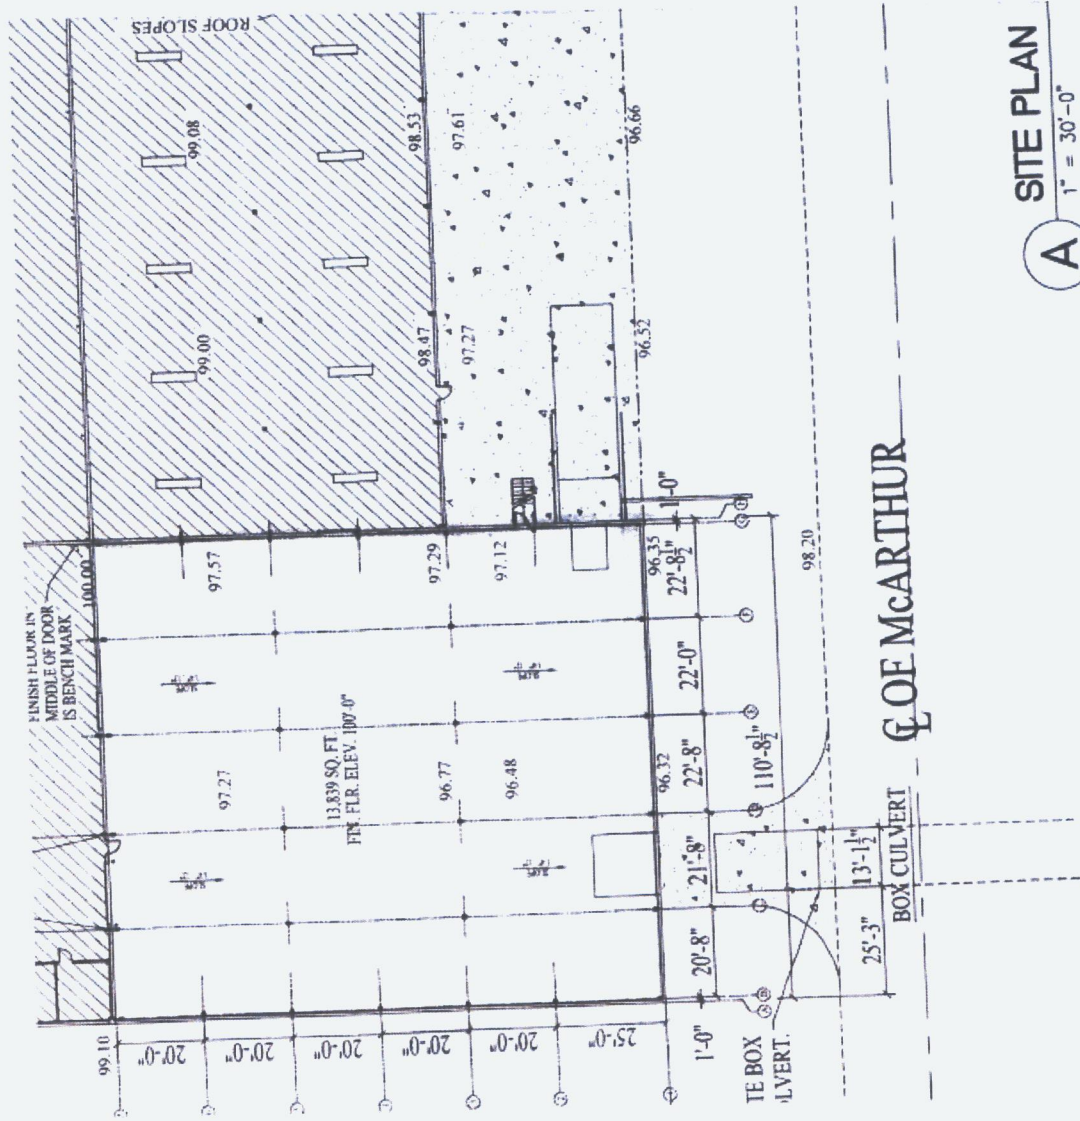 ROOF SLOPES
99.08
98.53
97.61
96.66
SITE PLAN
1" = 30'-0"
A
99.00
98.47
97.27
96.52
MIDDLE OF DOOR
IS BENCH MARK
100.00
97.57
97.29
97.12
96.35
1'-0"
22'-8½"
98.20
22'-0"
13,839 SQ. FT.
FIN. FLR. ELEV. 100'-0"
97.27
96.77
96.48
96.32
22'-8"
110'-8½"
℄ OF McARTHUR
21'-8"
13'-1½"
BOX CULVERT
20'-8"
25'-3"
99.10
20'-0"
20'-0"
20'-0"
20'-0"
20'-0"
25'-0"
1'-0"
TE BOX
LVERT.